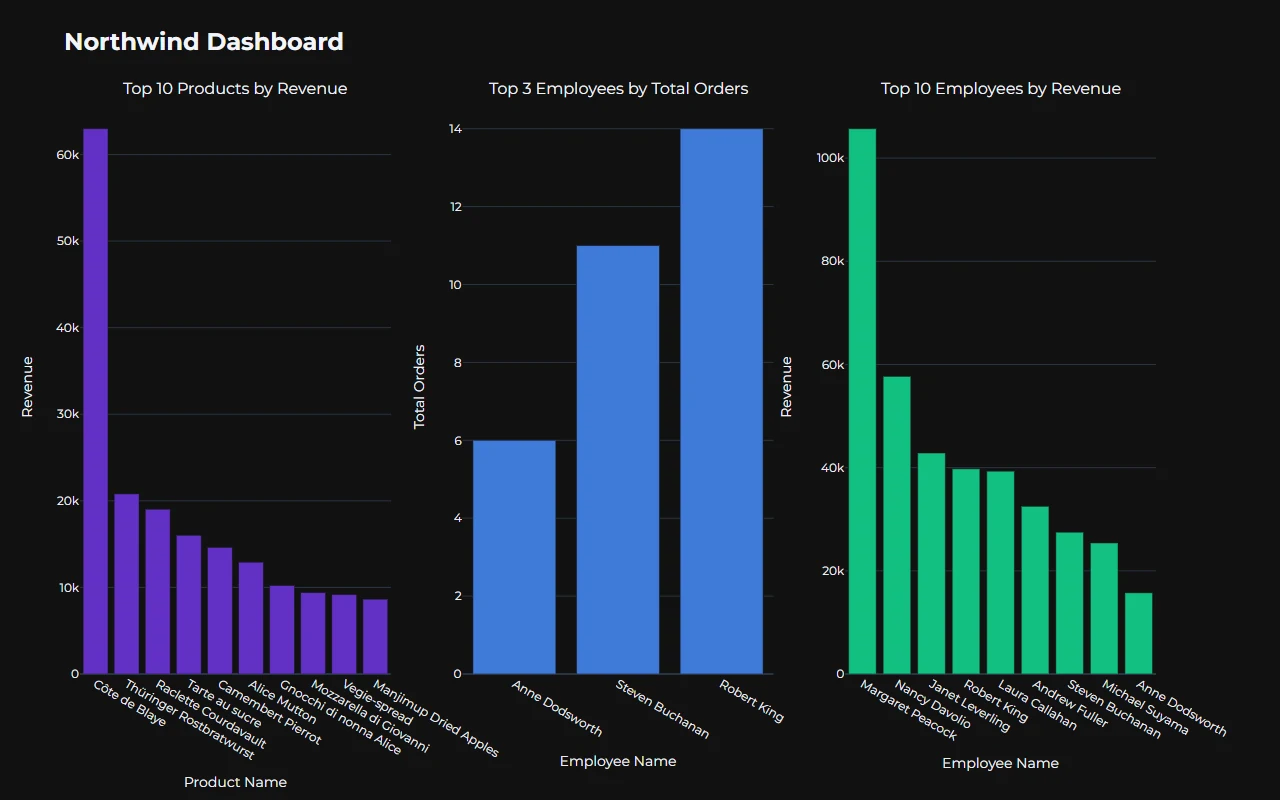 Northwind Dashboard
Top 10 Products by Revenue
60k
50k
40k
30k
20k
10k
0
Revenue
Côte de Blaye
Thüringer Rostbratwurst
Raclette Courdavault
Tarte au sucre
Camembert Pierrot
Alice Mutton
Gnocchi di nonna Alice
Mozzarella di Giovanni
Vegie-spread
Manjimup Dried Apples
Product Name
Top 3 Employees by Total Orders
14
12
10
8
6
4
2
0
Total Orders
Anne Dodsworth
Steven Buchanan
Robert King
Employee Name
Top 10 Employees by Revenue
100k
80k
60k
40k
20k
0
Revenue
Margaret Peacock
Nancy Davolio
Janet Leverling
Robert King
Laura Callahan
Andrew Fuller
Steven Buchanan
Michael Suyama
Anne Dodsworth
Employee Name